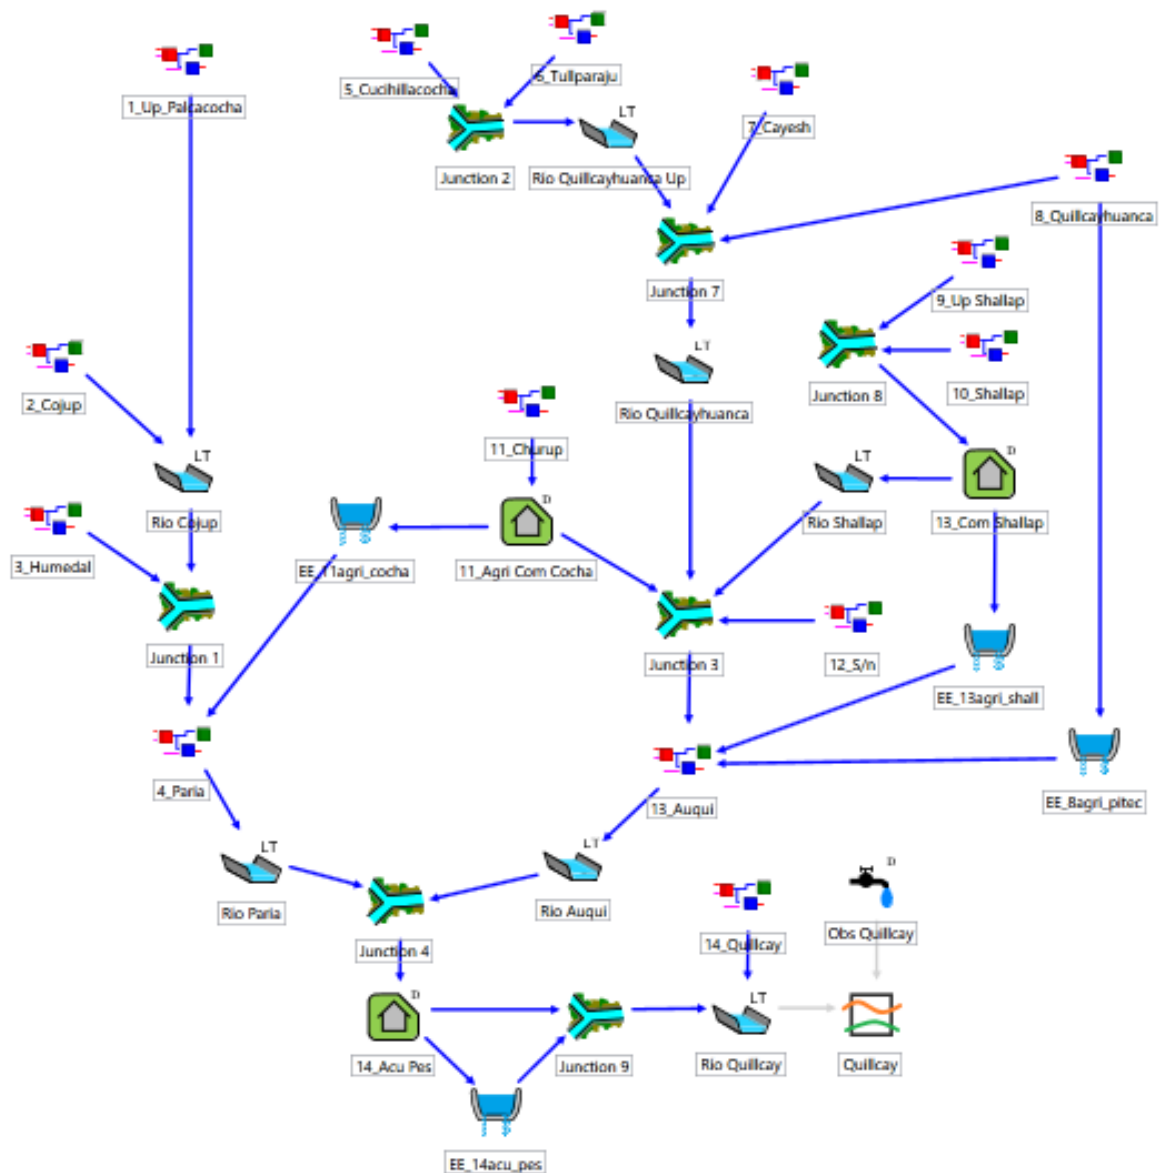 5_Cucihillacocha
6_Tullparaju
1_Up_Palcacocha
LT
7_Cayesh
Junction 2
Rio Quillcayhuanca Up
8_Quillcayhuanca
Junction 7
9_Up Shallap
LT
2_Cojup
Rio Quillcayhuanca
Junction 8
10_Shallap
11_Churup
LT
LT
D
D
Rio Cojup
Rio Shallap
13_Com Shallap
3_Humedal
EE_11agri_cocha
11_Agri Com Cocha
Junction 1
Junction 3
12_S/n
EE_13agri_shall
4_Paria
13_Auqui
EE_8agri_pitec
LT
LT
D
Rio Paria
Rio Auqui
LT
Junction 4
14_Quillcay
Obs Quillcay
D
14_Acu Pes
Junction 9
Rio Quillcay
Quillcay
EE_14acu_pes